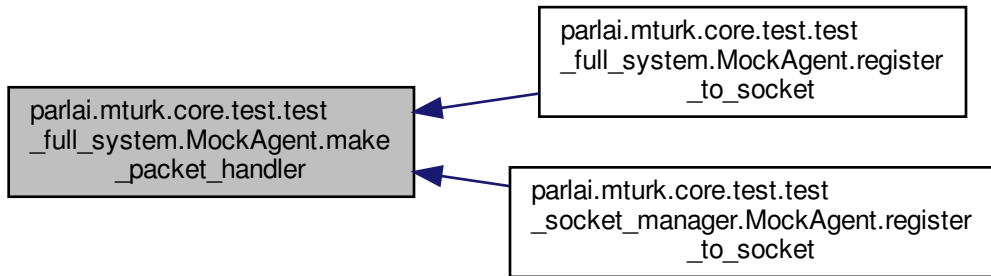 parlai.mturk.core.test.test
_full_system.MockAgent.make
_packet_handler
parlai.mturk.core.test.test
_full_system.MockAgent.register
_to_socket
parlai.mturk.core.test.test
_socket_manager.MockAgent.register
_to_socket